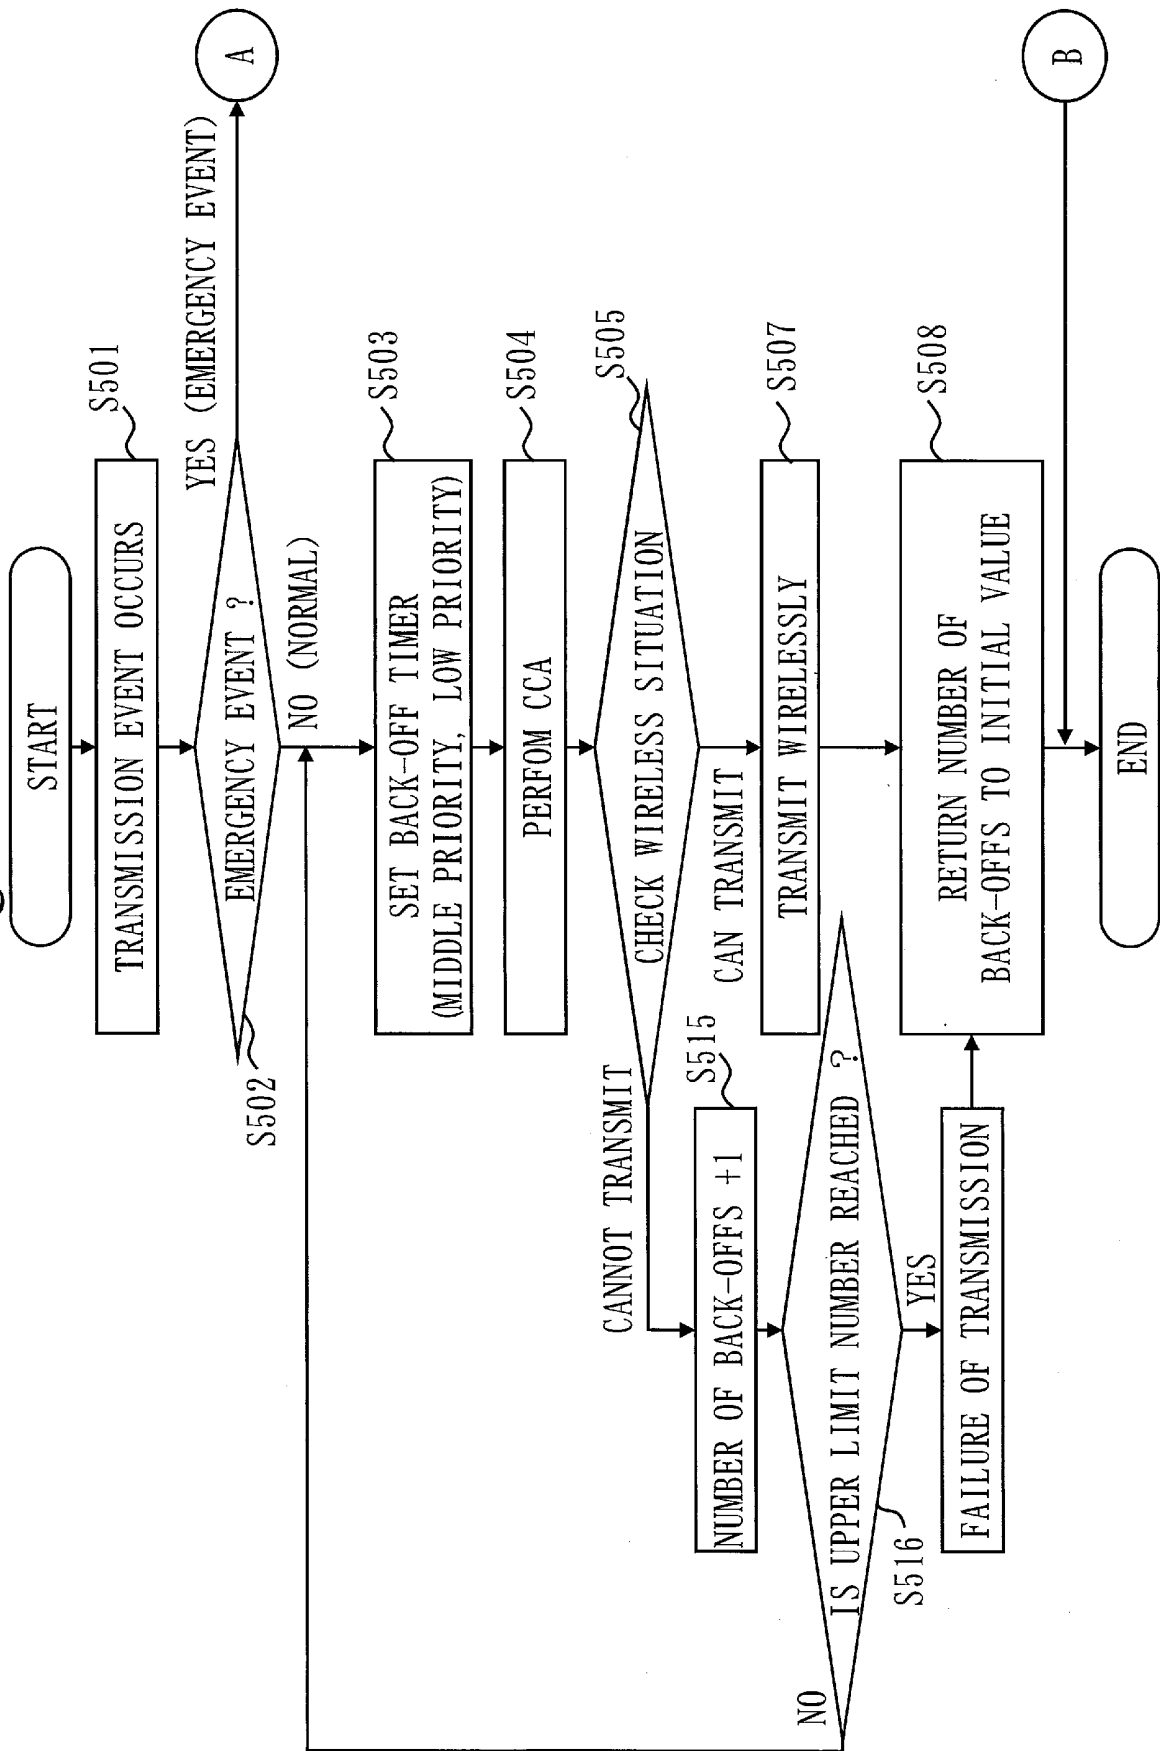 START
TRANSMISSION EVENT OCCURS
S501
EMERGENCY EVENT ?
S502
YES (EMERGENCY EVENT)
A
NO (NORMAL)
SET BACK-OFF TIMER
(MIDDLE PRIORITY, LOW PRIORITY)
S503
PERFOM CCA
S504
CHECK WIRELESS SITUATION
S505
CANNOT TRANSMIT
CAN TRANSMIT
NUMBER OF BACK-OFFS +1
S515
TRANSMIT WIRELESSLY
S507
IS UPPER LIMIT NUMBER REACHED ?
S516
NO
YES
FAILURE OF TRANSMISSION
RETURN NUMBER OF
BACK-OFFS TO INITIAL VALUE
S508
B
END